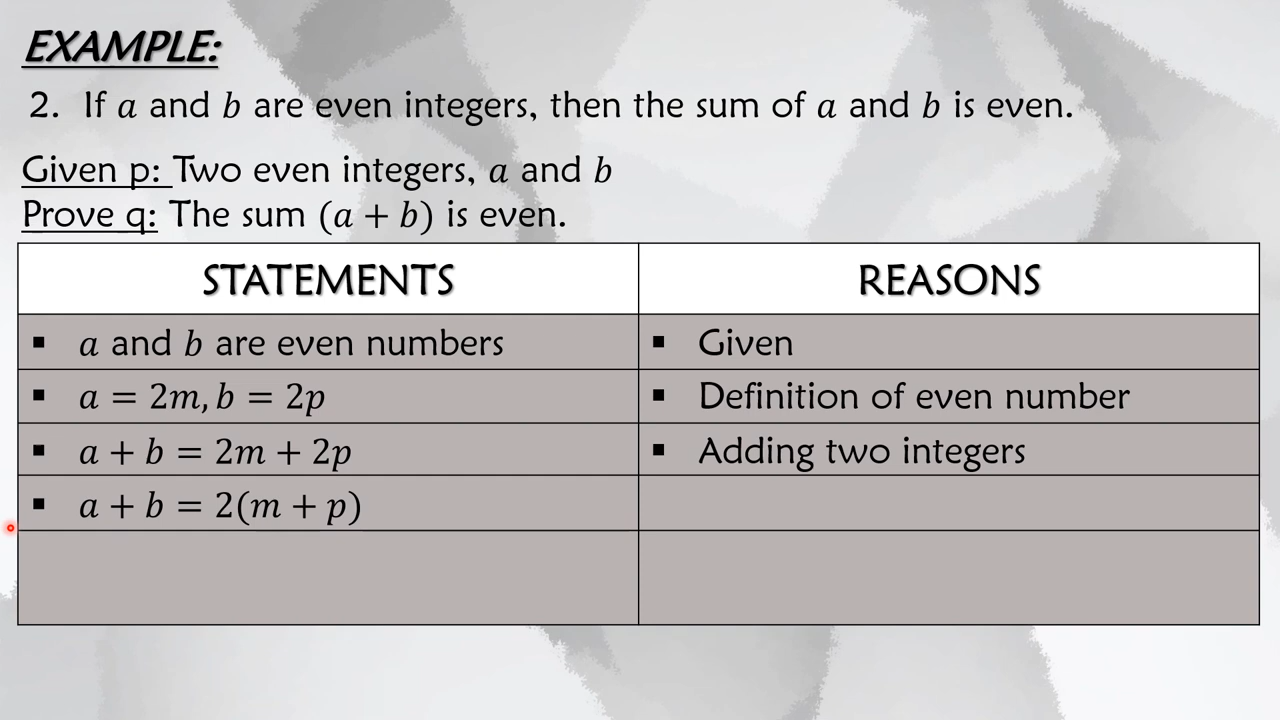 EXAMPLE:
2. If a and b are even integers, then the sum of a and b is even.
Given p: Two even integers, a and b
Prove q: The sum (a + b) is even.
STATEMENTS REASONS
▪ a and b are even numbers ▪ Given
▪ a = 2m, b = 2p ▪ Definition of even number
▪ a + b = 2m + 2p ▪ Adding two integers
▪ a + b = 2(m + p)